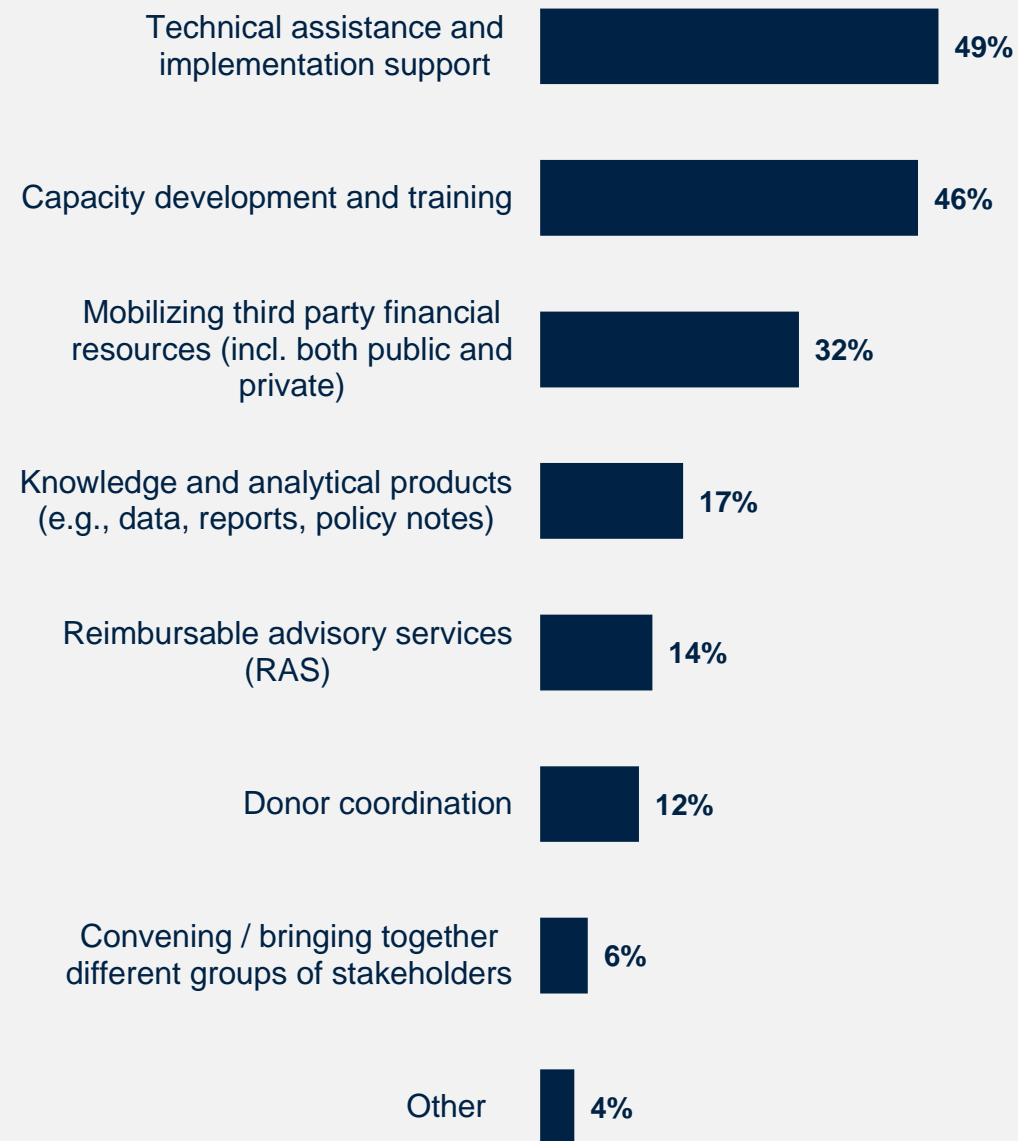 Technical assistance and
implementation support
49%
Capacity development and training
46%
Mobilizing third party financial
resources (incl. both public and
private)
32%
Knowledge and analytical products
(e.g., data, reports, policy notes)
17%
Reimbursable advisory services
(RAS)
14%
Donor coordination
12%
Convening / bringing together
different groups of stakeholders
6%
Other
4%